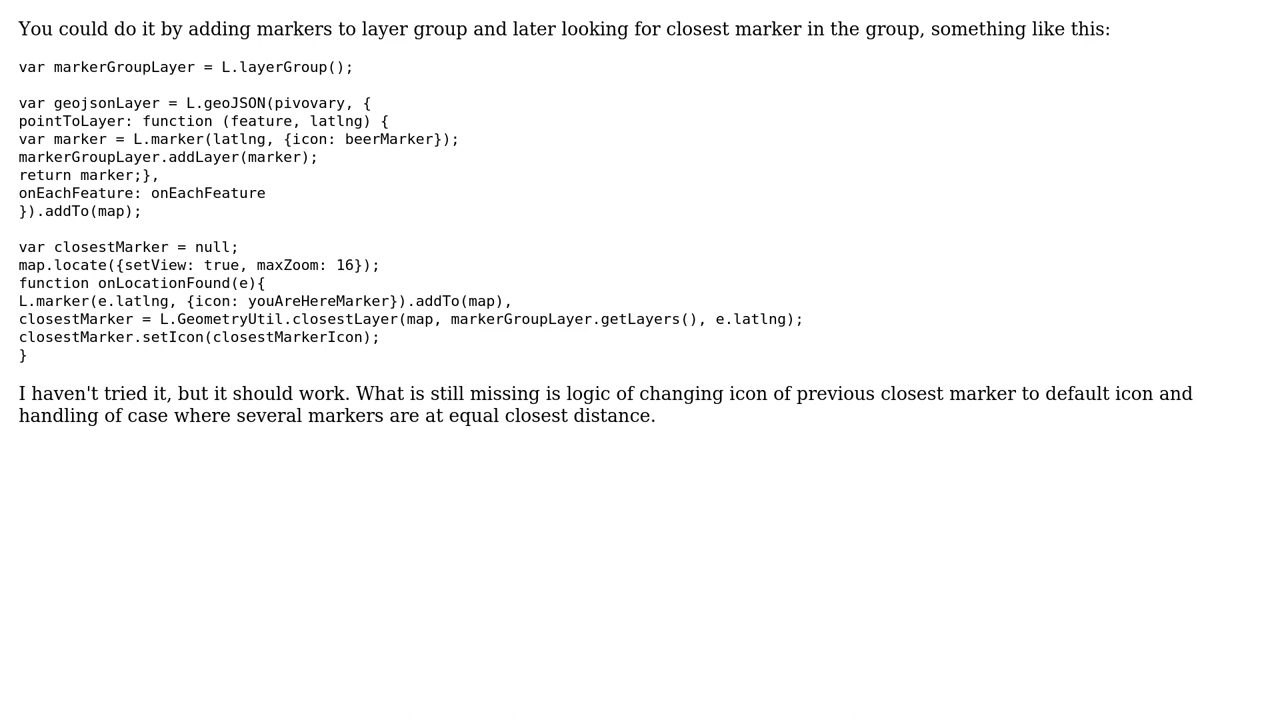 You could do it by adding markers to layer group and later looking for closest marker in the group, something like this:
var markerGroupLayer = L.layerGroup();
var geojsonLayer = L.geoJSON(pivovary, {
pointToLayer: function (feature, latlng) {
var marker = L.marker(latlng, {icon: beerMarker});
markerGroupLayer.addLayer(marker);
return marker;},
onEachFeature: onEachFeature
}).addTo(map);
var closestMarker = null;
map.locate({setView: true, maxZoom: 16});
function onLocationFound(e){
L.marker(e.latlng, {icon: youAreHereMarker}).addTo(map),
closestMarker = L.GeometryUtil.closestLayer(map, markerGroupLayer.getLayers(), e.latlng);
closestMarker.setIcon(closestMarkerIcon);
}
I haven't tried it, but it should work. What is still missing is logic of changing icon of previous closest marker to default icon and
handling of case where several markers are at equal closest distance.